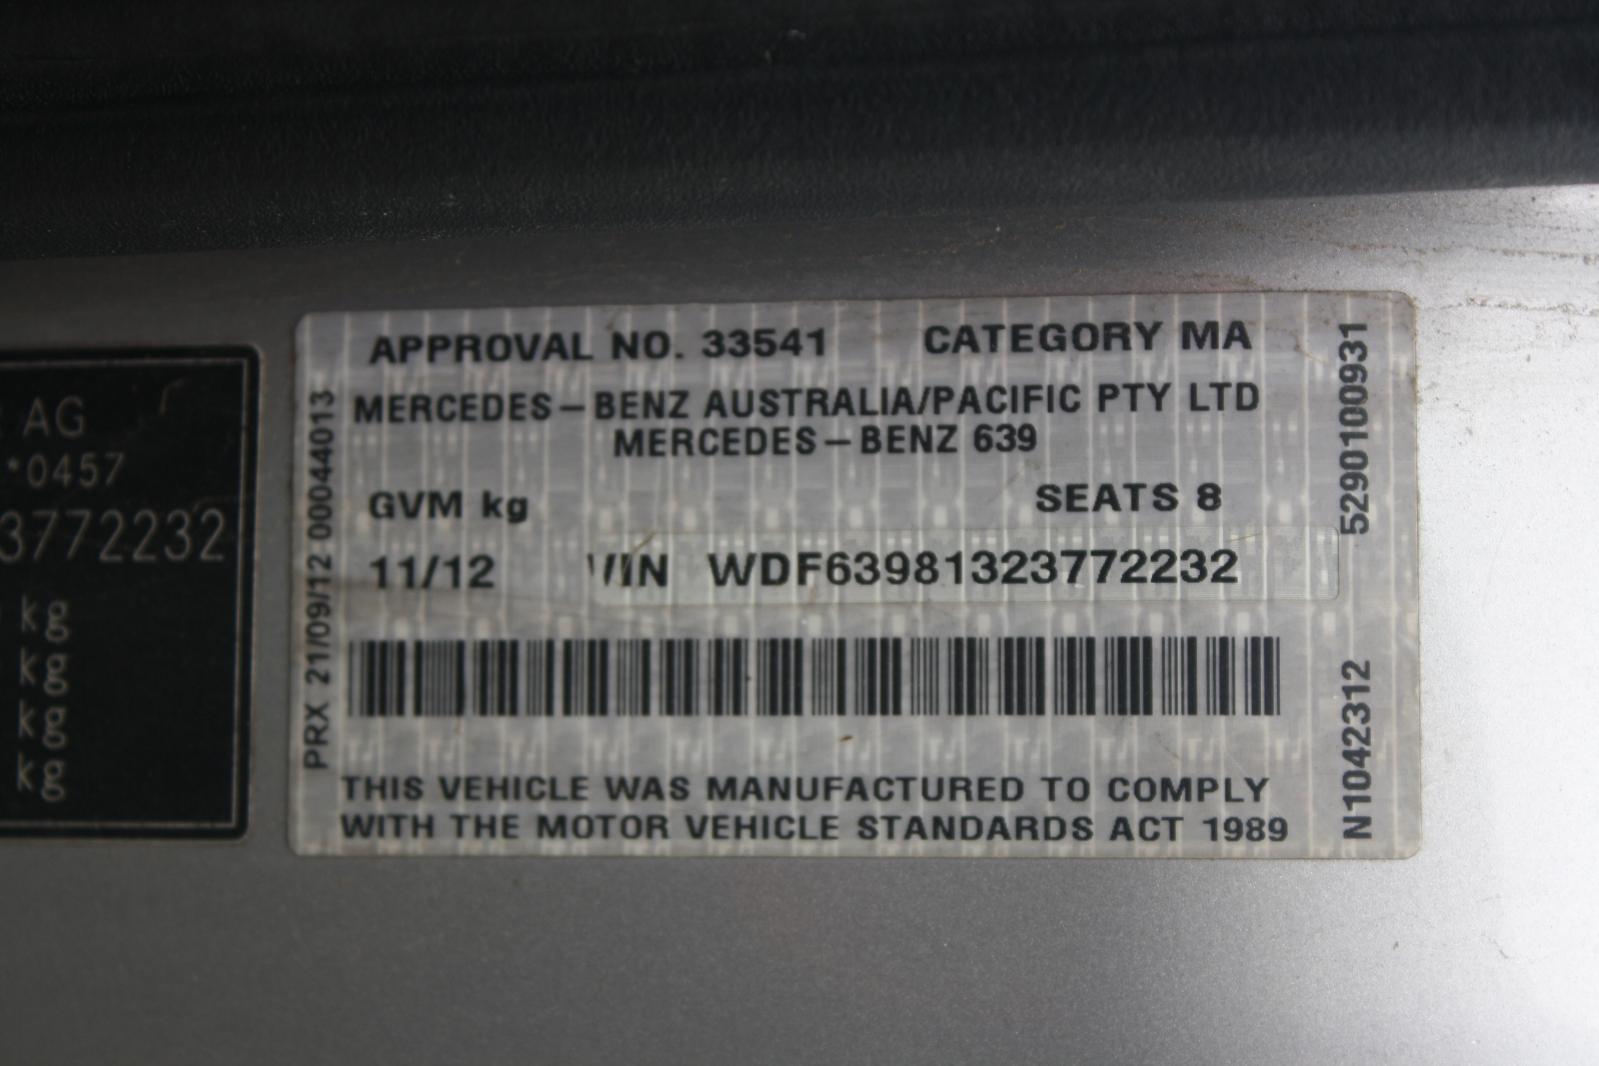 AG
*0457
3772232
kg
kg
kg
kg
PRX 21/09/12 00044013
APPROVAL NO. 33541 CATEGORY MA
MERCEDES–BENZ AUSTRALIA/PACIFIC PTY LTD
MERCEDES–BENZ 639
GVM kg SEATS 8
11/12 VIN WDF63981323772232
THIS VEHICLE WAS MANUFACTURED TO COMPLY
WITH THE MOTOR VEHICLE STANDARDS ACT 1989
N1042312 5290100931